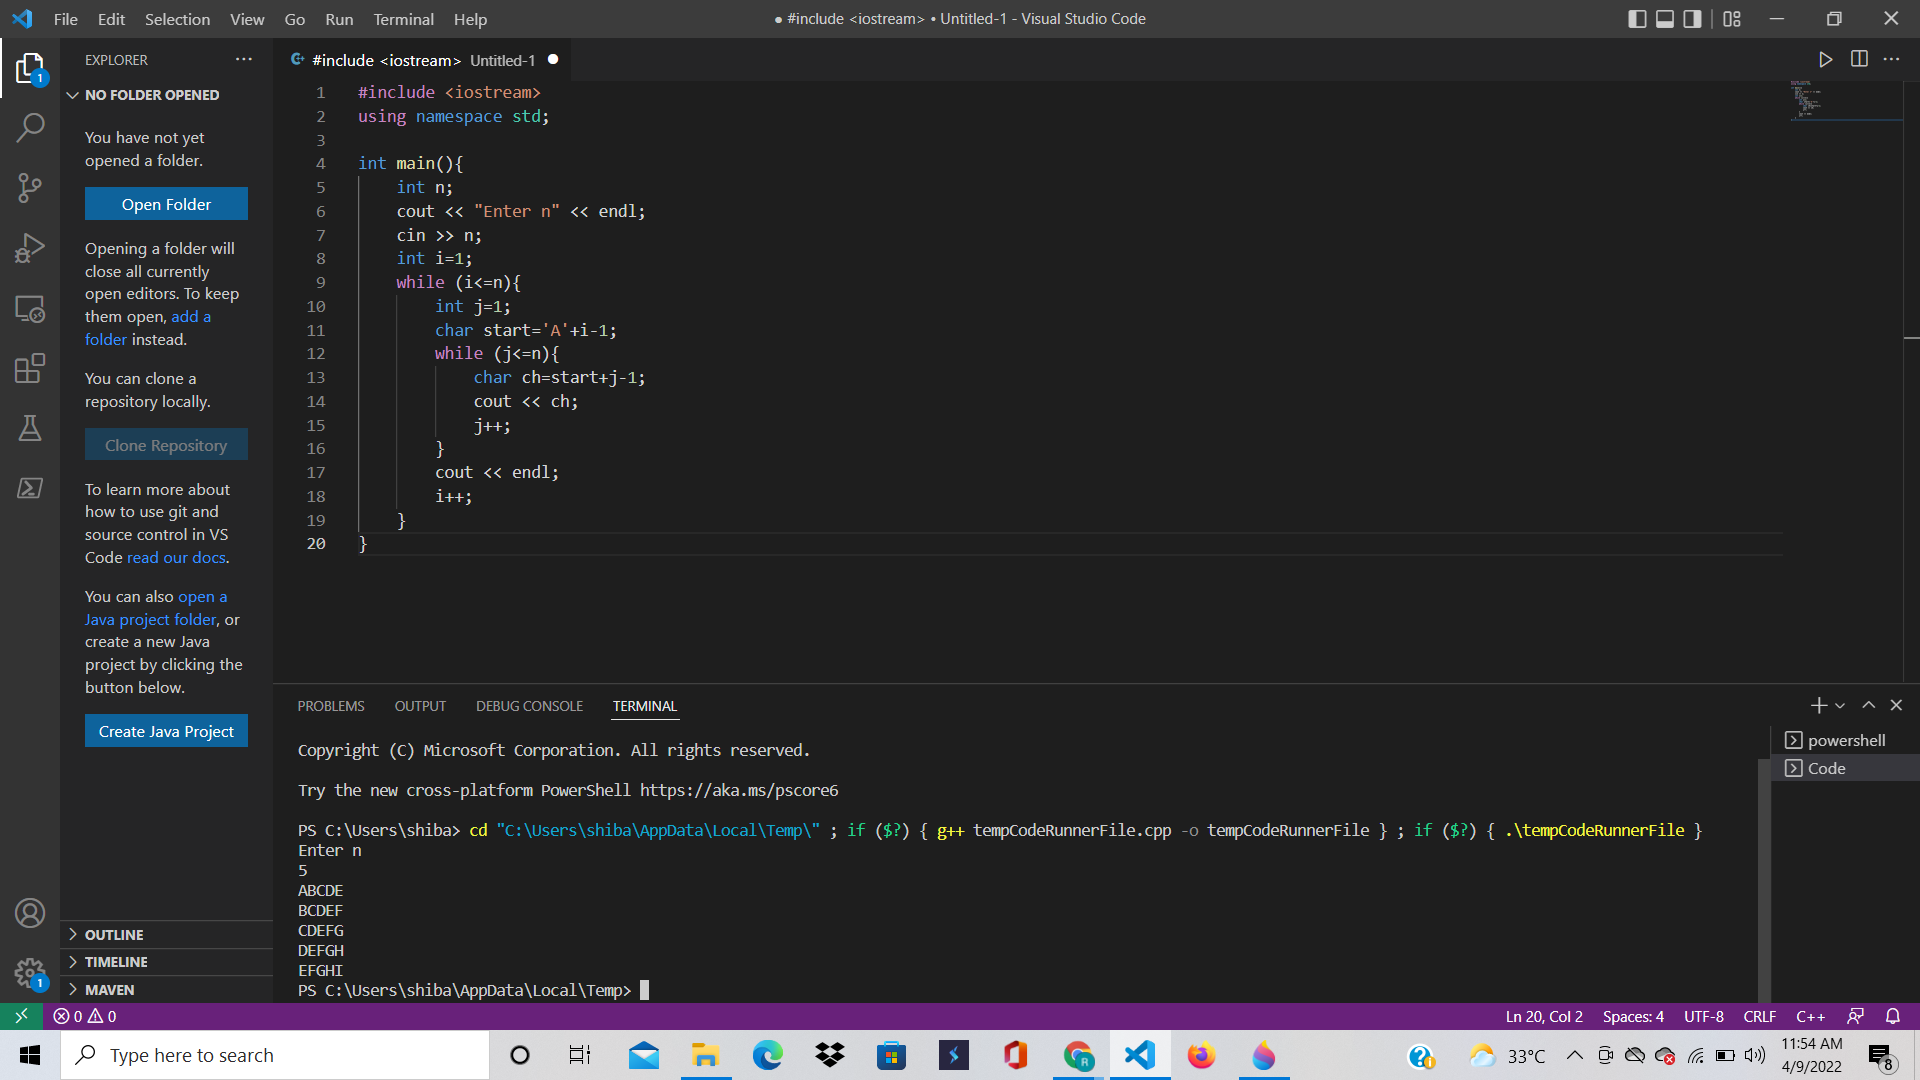 File Edit Selection View Go Run Terminal Help
● #include <iostream> • Untitled-1 - Visual Studio Code
EXPLORER
NO FOLDER OPENED
You have not yet
opened a folder.
Open Folder
Opening a folder will
close all currently
open editors. To keep
them open, add a
folder instead.
You can clone a
repository locally.
Clone Repository
To learn more about
how to use git and
source control in VS
Code read our docs.
You can also open a
Java project folder, or
create a new Java
project by clicking the
button below.
Create Java Project
OUTLINE
TIMELINE
MAVEN
1
1
#include <iostream> Untitled-1
1 #include <iostream>
2 using namespace std;
3
4 int main(){
5 int n;
6 cout << "Enter n" << endl;
7 cin >> n;
8 int i=1;
9 while (i<=n){
10 int j=1;
11 char start='A'+i-1;
12 while (j<=n){
13 char ch=start+j-1;
14 cout << ch;
15 j++;
16 }
17 cout << endl;
18 i++;
19 }
20 }
PROBLEMS OUTPUT DEBUG CONSOLE TERMINAL
Copyright (C) Microsoft Corporation. All rights reserved.
Try the new cross-platform PowerShell https://aka.ms/pscore6
PS C:\Users\shiba> cd "C:\Users\shiba\AppData\Local\Temp\" ; if ($?) { g++ tempCodeRunnerFile.cpp -o tempCodeRunnerFile } ; if ($?) { .\tempCodeRunnerFile }
Enter n
5
ABCDE
BCDEF
CDEFG
DEFGH
EFGHI
PS C:\Users\shiba\AppData\Local\Temp>
powershell
Code
0 0
Ln 20, Col 2 Spaces: 4 UTF-8 CRLF C++
Type here to search
33°C
11:54 AM
4/9/2022
8